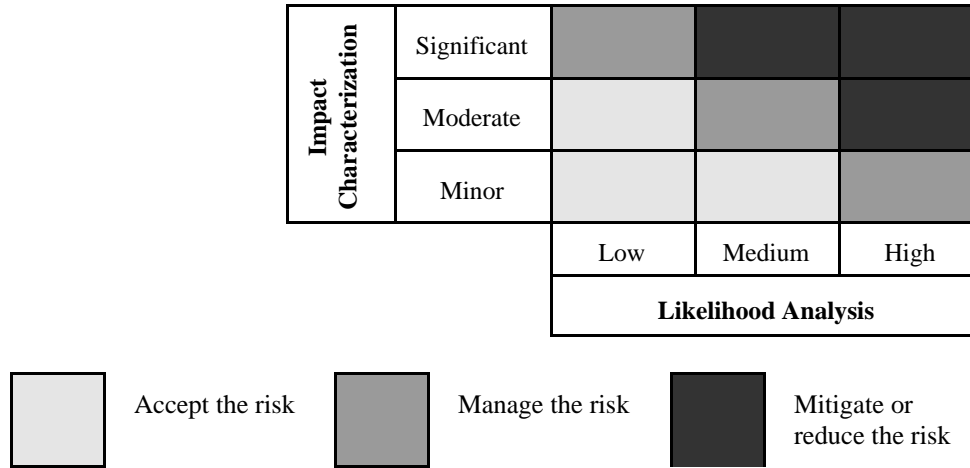 Impact
Characterization
Significant
Moderate
Minor
Low Medium High
Likelihood Analysis
Accept the risk
Manage the risk
Mitigate or
reduce the risk